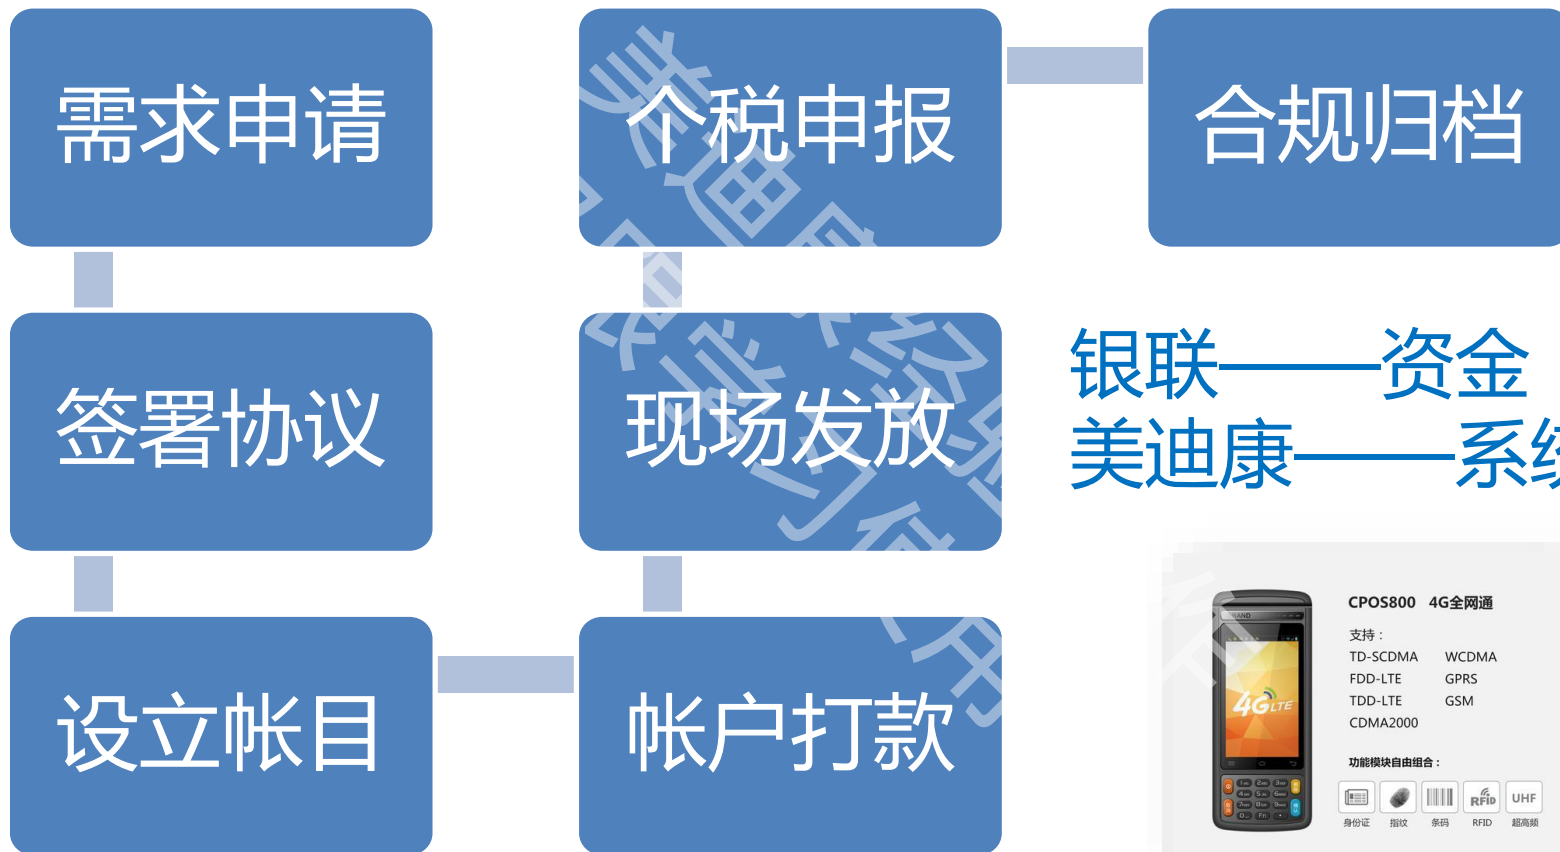 需求申请
签署协议
设立帐目
帐户打款
现场发放
个税申报
合规归档
银联——资金
美迪康——系统
CPOS800 4G全网通
支持：
TD-SCDMA WCDMA
FDD-LTE GPRS
TDD-LTE GSM
CDMA2000
功能模块自由组合：
RFID UHF
身份证 指纹 条码 RFID 超高频
4G LTE